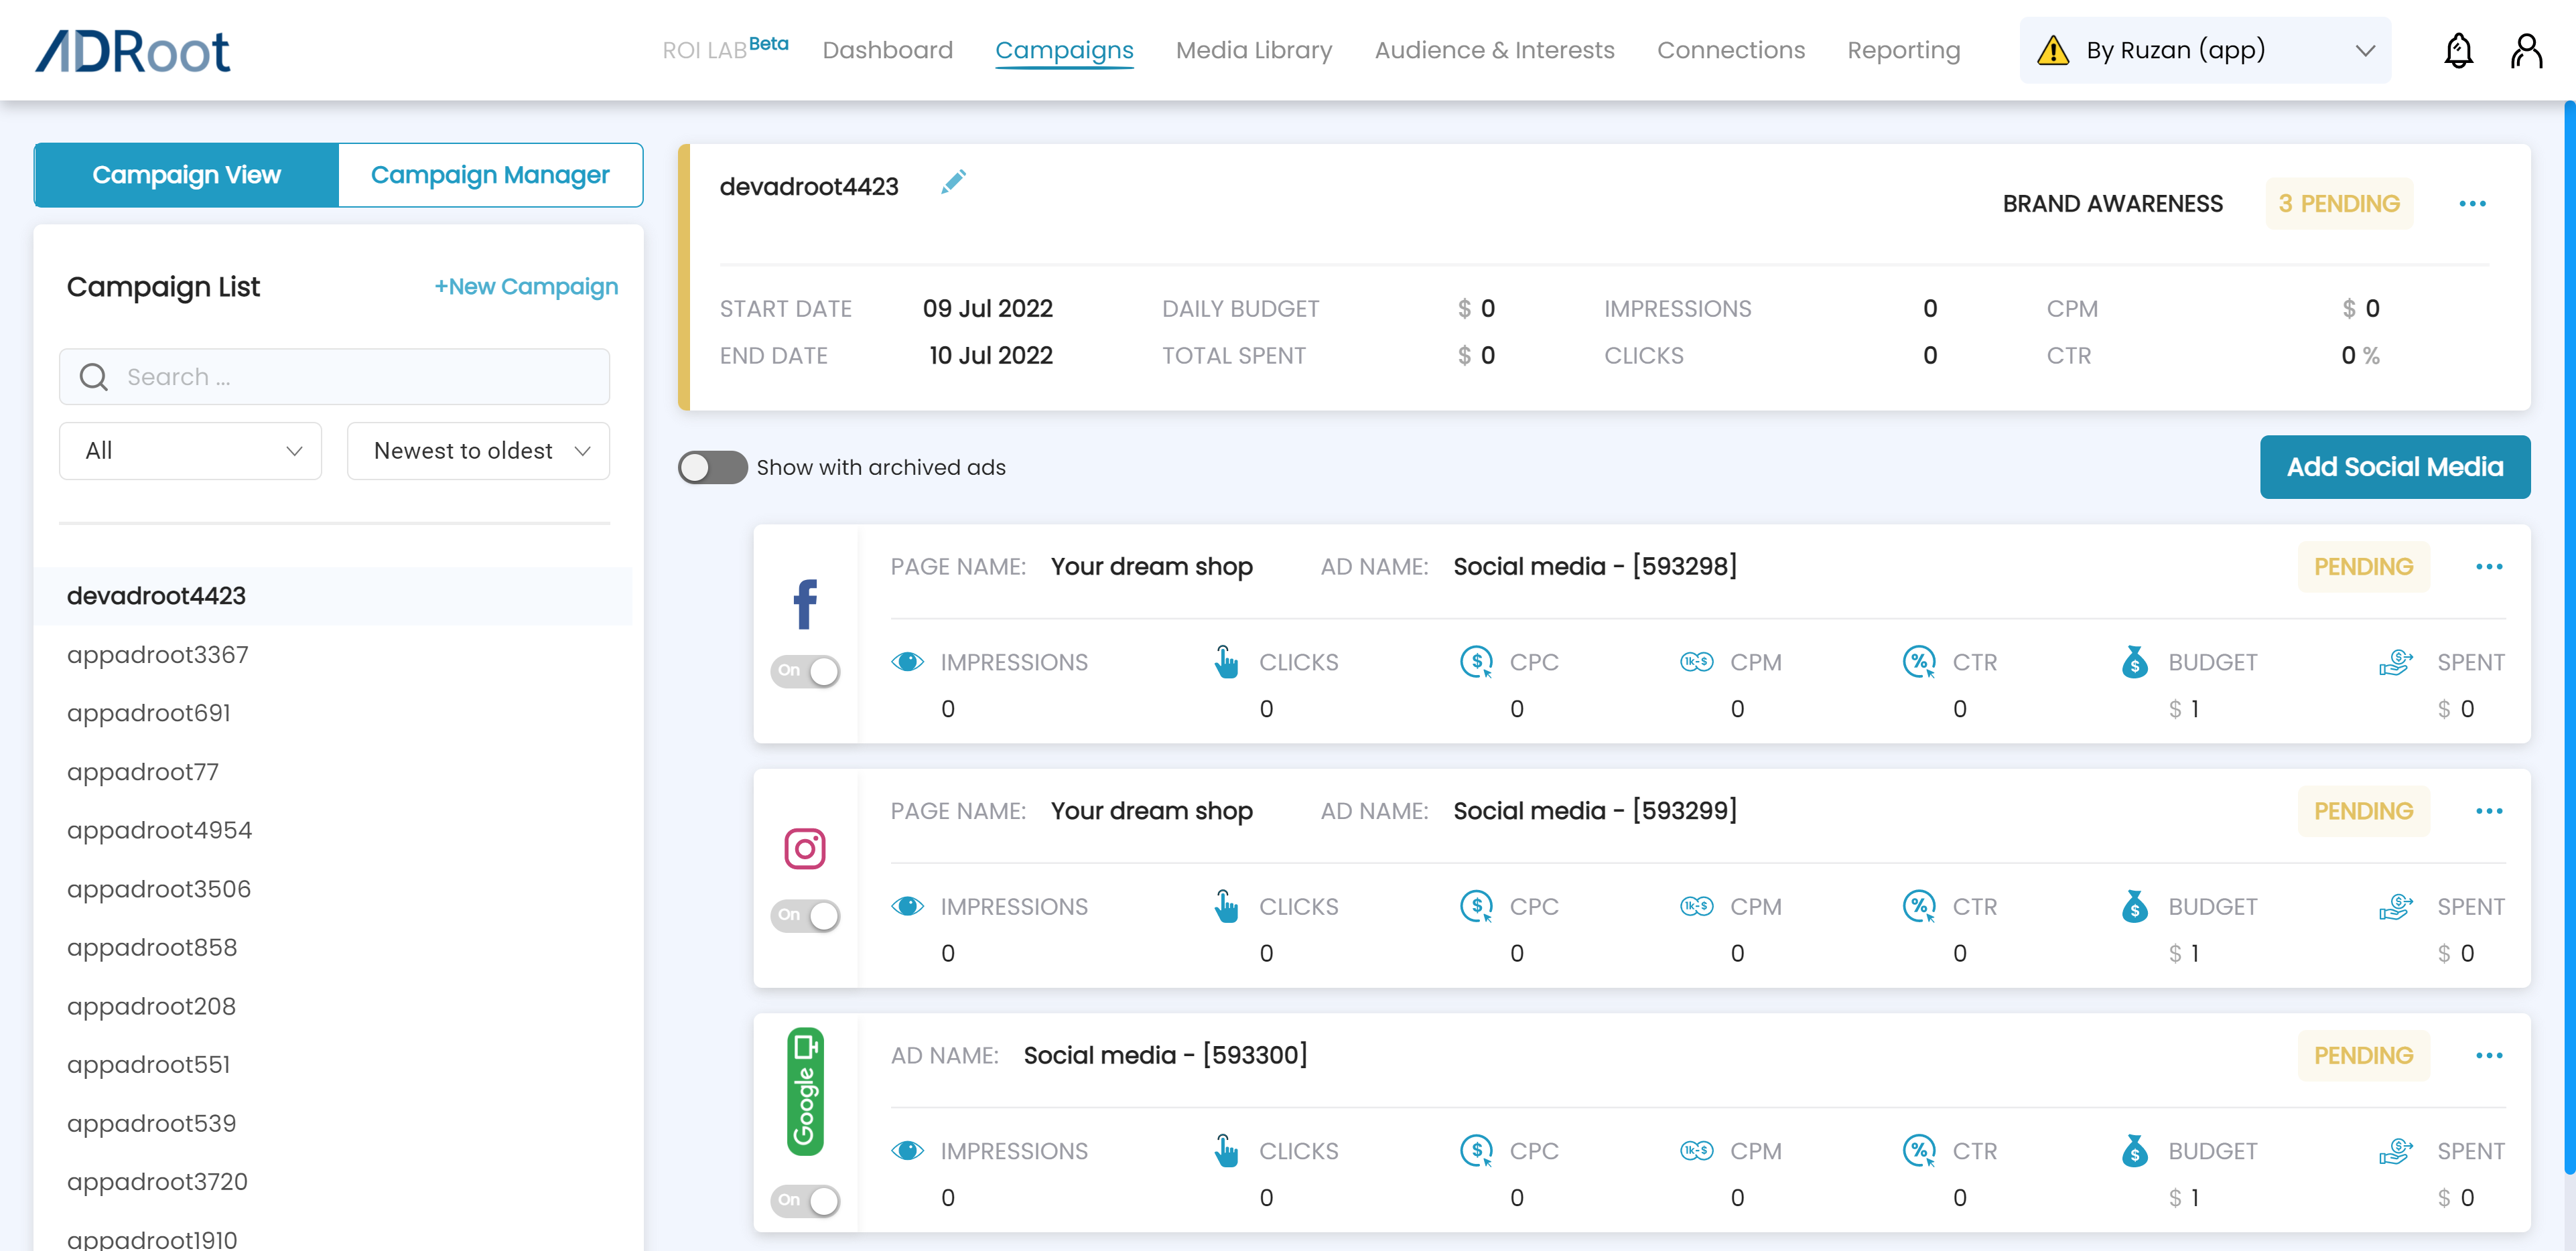 ADRoot
ROI LAB Beta
Dashboard
Campaigns
Media Library
Audience & Interests
Connections
Reporting
By Ruzan (app)
Campaign View
Campaign Manager
Campaign List
+New Campaign
Search ...
All
Newest to oldest
devadroot4423
appadroot3367
appadroot691
appadroot77
appadroot4954
appadroot3506
appadroot858
appadroot208
appadroot551
appadroot539
appadroot3720
appadroot1910
devadroot4423
BRAND AWARENESS
3 PENDING
START DATE 09 Jul 2022 DAILY BUDGET $ 0 IMPRESSIONS 0 CPM $ 0
END DATE 10 Jul 2022 TOTAL SPENT $ 0 CLICKS 0 CTR 0 %
Show with archived ads
Add Social Media
PAGE NAME: Your dream shop AD NAME: Social media - [593298] PENDING
On
IMPRESSIONS CLICKS CPC CPM CTR BUDGET SPENT
0 0 0 0 0 $ 1 $ 0
PAGE NAME: Your dream shop AD NAME: Social media - [593299] PENDING
On
IMPRESSIONS CLICKS CPC CPM CTR BUDGET SPENT
0 0 0 0 0 $ 1 $ 0
Google
AD NAME: Social media - [593300] PENDING
On
IMPRESSIONS CLICKS CPC CPM CTR BUDGET SPENT
0 0 0 0 0 $ 1 $ 0